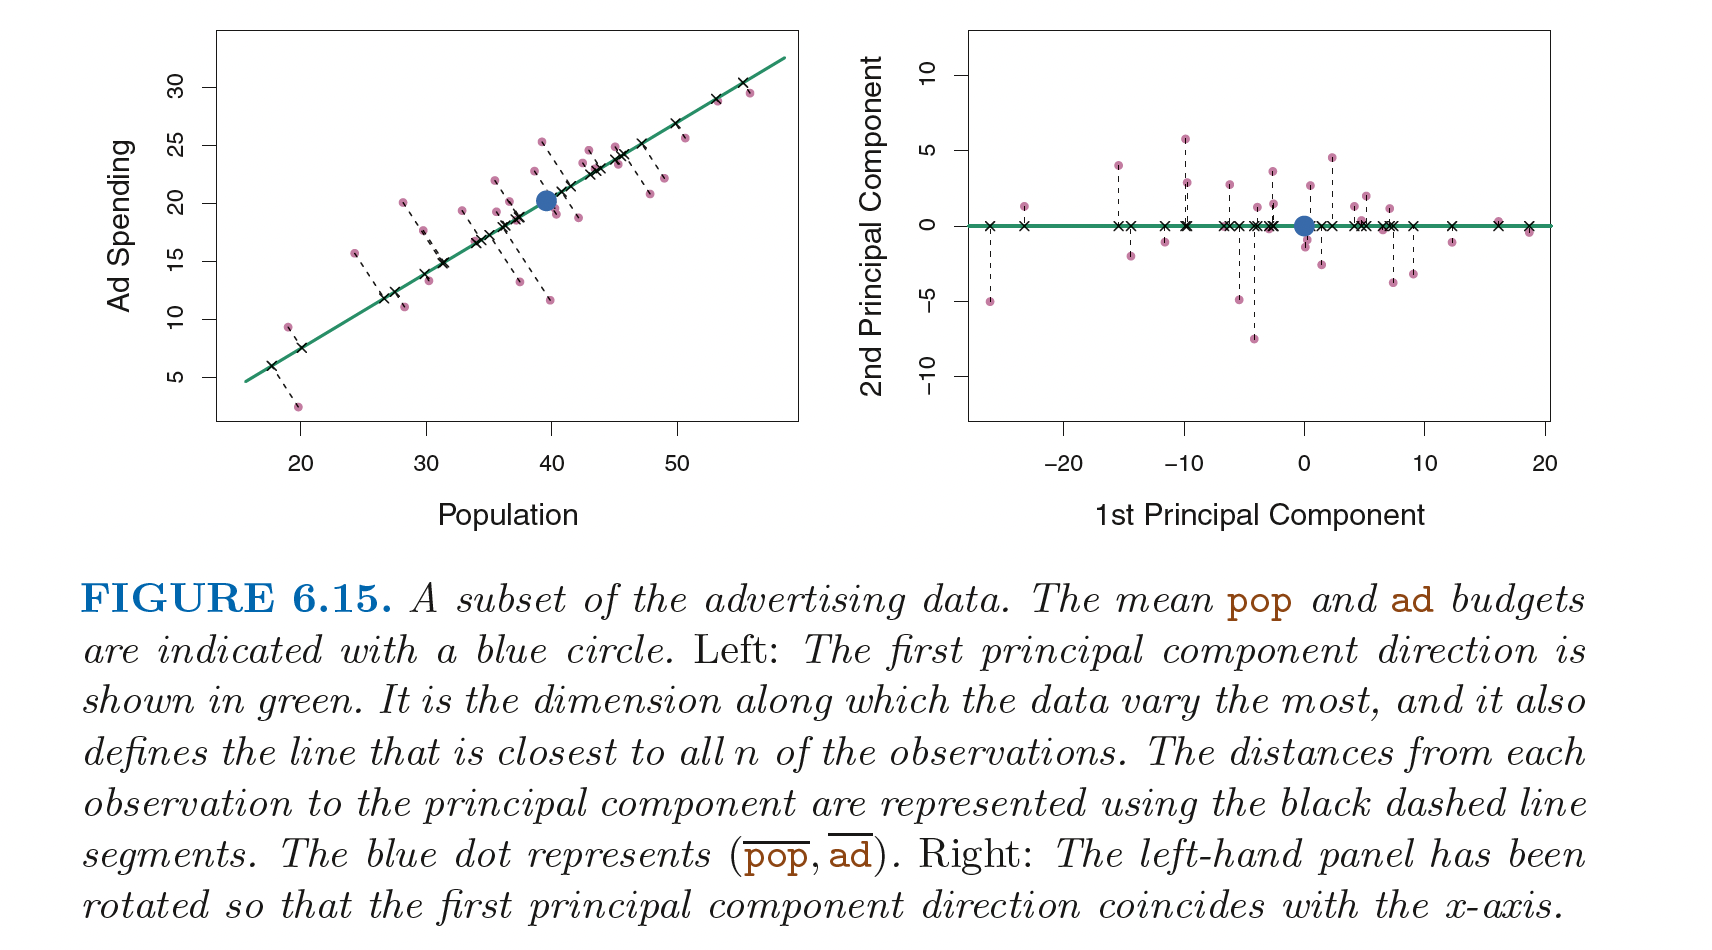 Ad Spending
30
25
20
15
10
5
20 30 40 50
Population
2nd Principal Component
10
5
0
−5
−10
−20 −10 0 10 20
1st Principal Component
FIGURE 6.15. A subset of the advertising data. The mean pop and ad budgets
are indicated with a blue circle. Left: The first principal component direction is
shown in green. It is the dimension along which the data vary the most, and it also
defines the line that is closest to all n of the observations. The distances from each
observation to the principal component are represented using the black dashed line
segments. The blue dot represents (p̅o̅p̅, a̅d̅). Right: The left-hand panel has been
rotated so that the first principal component direction coincides with the x-axis.